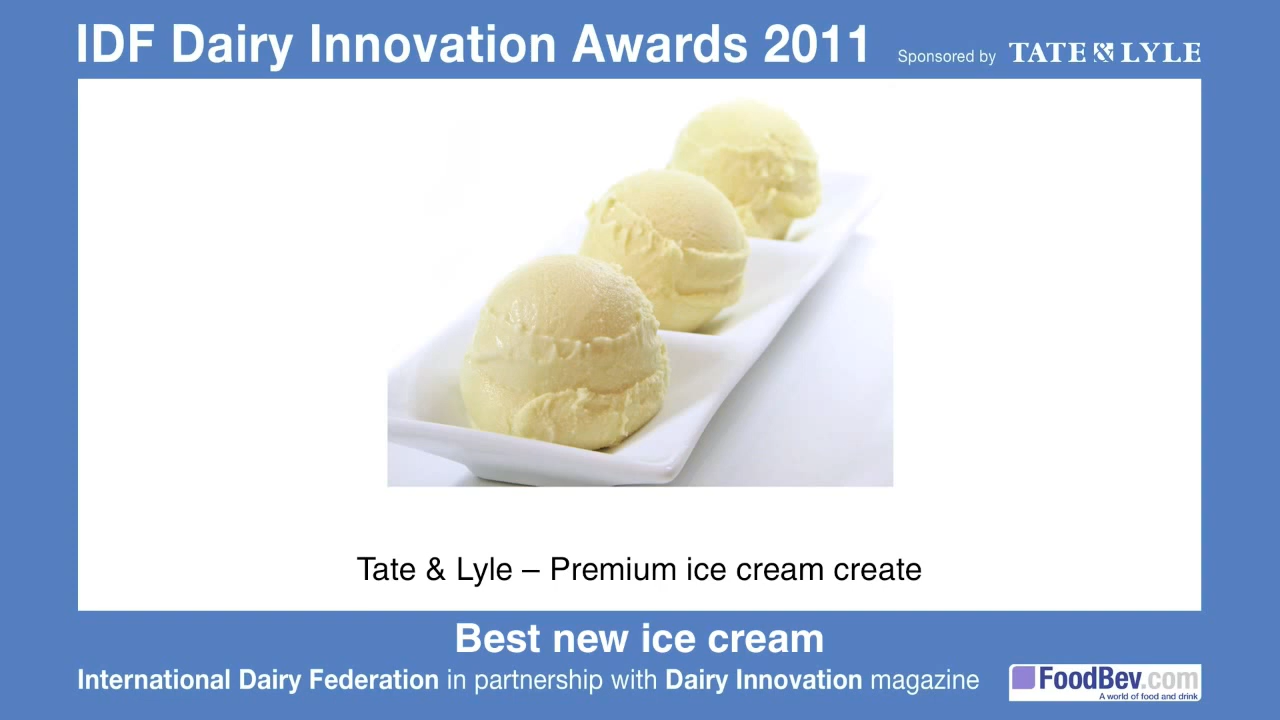 IDF Dairy Innovation Awards 2011 Sponsored by TATE & LYLE
Tate & Lyle – Premium ice cream create
Best new ice cream
International Dairy Federation in partnership with Dairy Innovation magazine
FoodBev.com
A world of food and drink